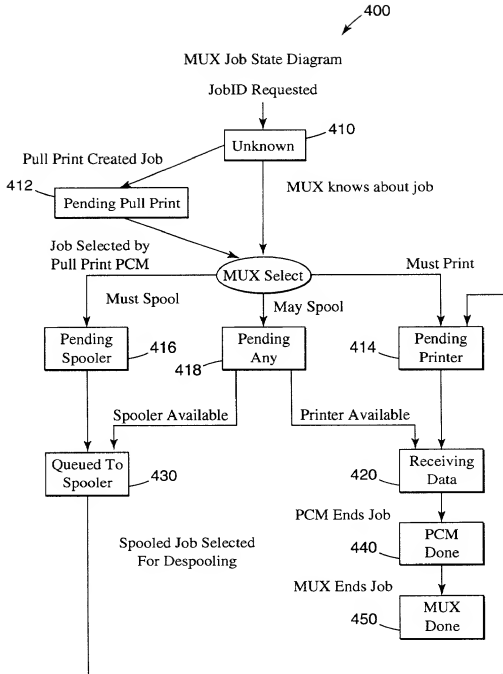 400
MUX Job State Diagram
JobID Requested
Unknown
410
Pull Print Created Job
412
Pending Pull Print
MUX knows about job
Job Selected by
Pull Print PCM
MUX Select
Must Print
Must Spool
May Spool
Pending
Spooler
416
418
Pending
Any
414
Pending
Printer
Spooler Available
Printer Available
Queued To
Spooler
430
Receiving
Data
420
Spooled Job Selected
For Despooling
PCM Ends Job
440
PCM
Done
MUX Ends Job
450
MUX
Done